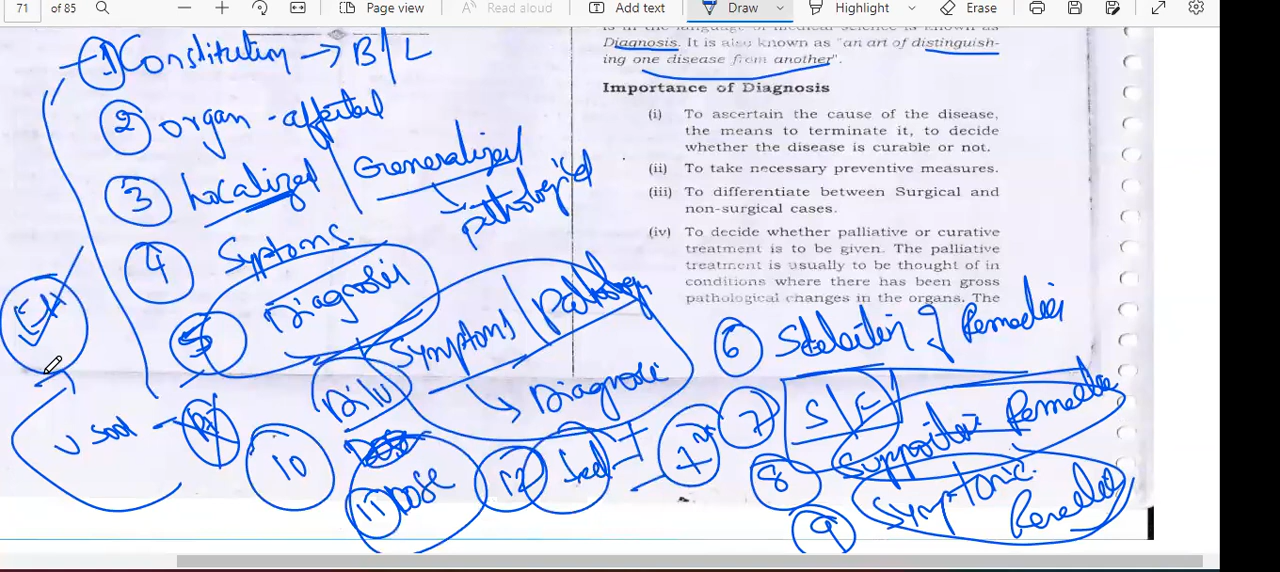 71 of 85 Page view Read aloud Add text Draw Highlight Erase
is in the language of medical science is known as
Diagnosis. It is also known as "an art of distinguish-
ing one disease from another".
Importance of Diagnosis
(i) To ascertain the cause of the disease,
the means to terminate it, to decide
whether the disease is curable or not.
(ii) To take necessary preventive measures.
(iii) To differentiate between Surgical and
non-surgical cases.
(iv) To decide whether palliative or curative
treatment is to be given. The palliative
treatment is usually to be thought of in
conditions where there has been gross
pathological changes in the organs. The
1 Constitution → B/L
2 organ - affected
3 Localized | Generalized
pathological
4 Syptoms
5 Diagnosis
Symptoms | Pathology
→ Diagnosis
6 of Remedies
7 S/E
8 Remedies
9 Remedies
10
11 Dose
12